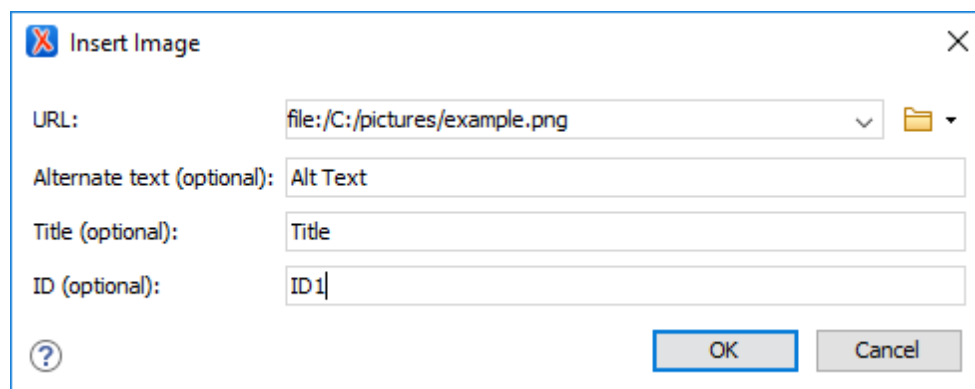 Insert Image
URL: file:/C:/pictures/example.png
Alternate text (optional): Alt Text
Title (optional): Title
ID (optional): ID1
? OK Cancel